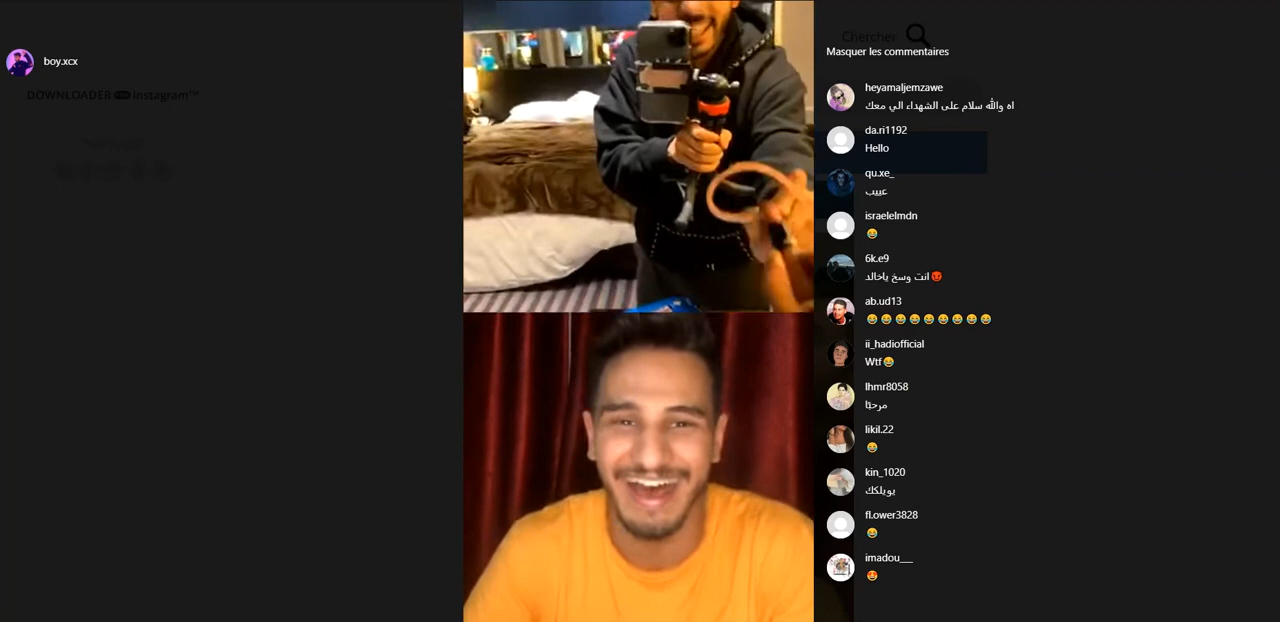 Chercher
Masquer les commentaires
boy.xcx
DOWNLOADER Instagram™
heyamaljemzawe
اه والله سلام على الشهداء الي معك
da.ri1192
Hello
qu.xe_
عييب
israelelmdn
😂
6k.e9
انت وسخ ياخالد😡
ab.ud13
😂😂😂😂😂😂😂😂😂
ii_hadiofficial
Wtf😂
lhmr8058
مرحبًا
likil.22
😂
kin_1020
يويلكك
fl.ower3828
😂
imadou___
😍